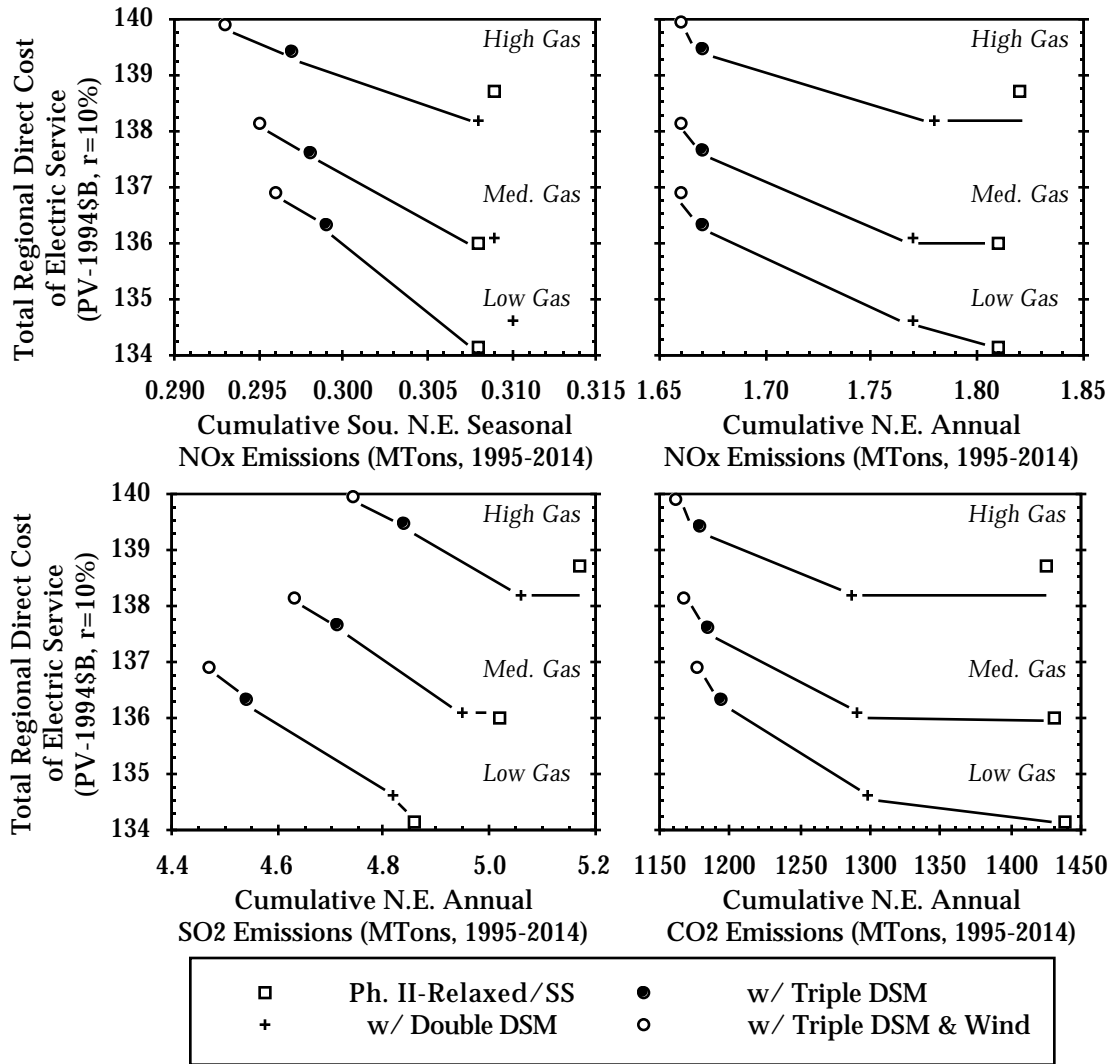 Total Regional Direct Cost
of Electric Service
(PV-1994$B, r=10%)
140
139
138
137
136
135
134
High Gas
Med. Gas
Low Gas
0.290 0.295 0.300 0.305 0.310 0.315
Cumulative Sou. N.E. Seasonal
NOx Emissions (MTons, 1995-2014)
High Gas
Med. Gas
Low Gas
1.65 1.70 1.75 1.80 1.85
Cumulative N.E. Annual
NOx Emissions (MTons, 1995-2014)
Total Regional Direct Cost
of Electric Service
(PV-1994$B, r=10%)
140
139
138
137
136
135
134
High Gas
Med. Gas
Low Gas
4.4 4.6 4.8 5.0 5.2
Cumulative N.E. Annual
SO2 Emissions (MTons, 1995-2014)
High Gas
Med. Gas
Low Gas
1150 1200 1250 1300 1350 1400 1450
Cumulative N.E. Annual
CO2 Emissions (MTons, 1995-2014)
Ph. II-Relaxed/SS w/ Triple DSM
w/ Double DSM w/ Triple DSM & Wind